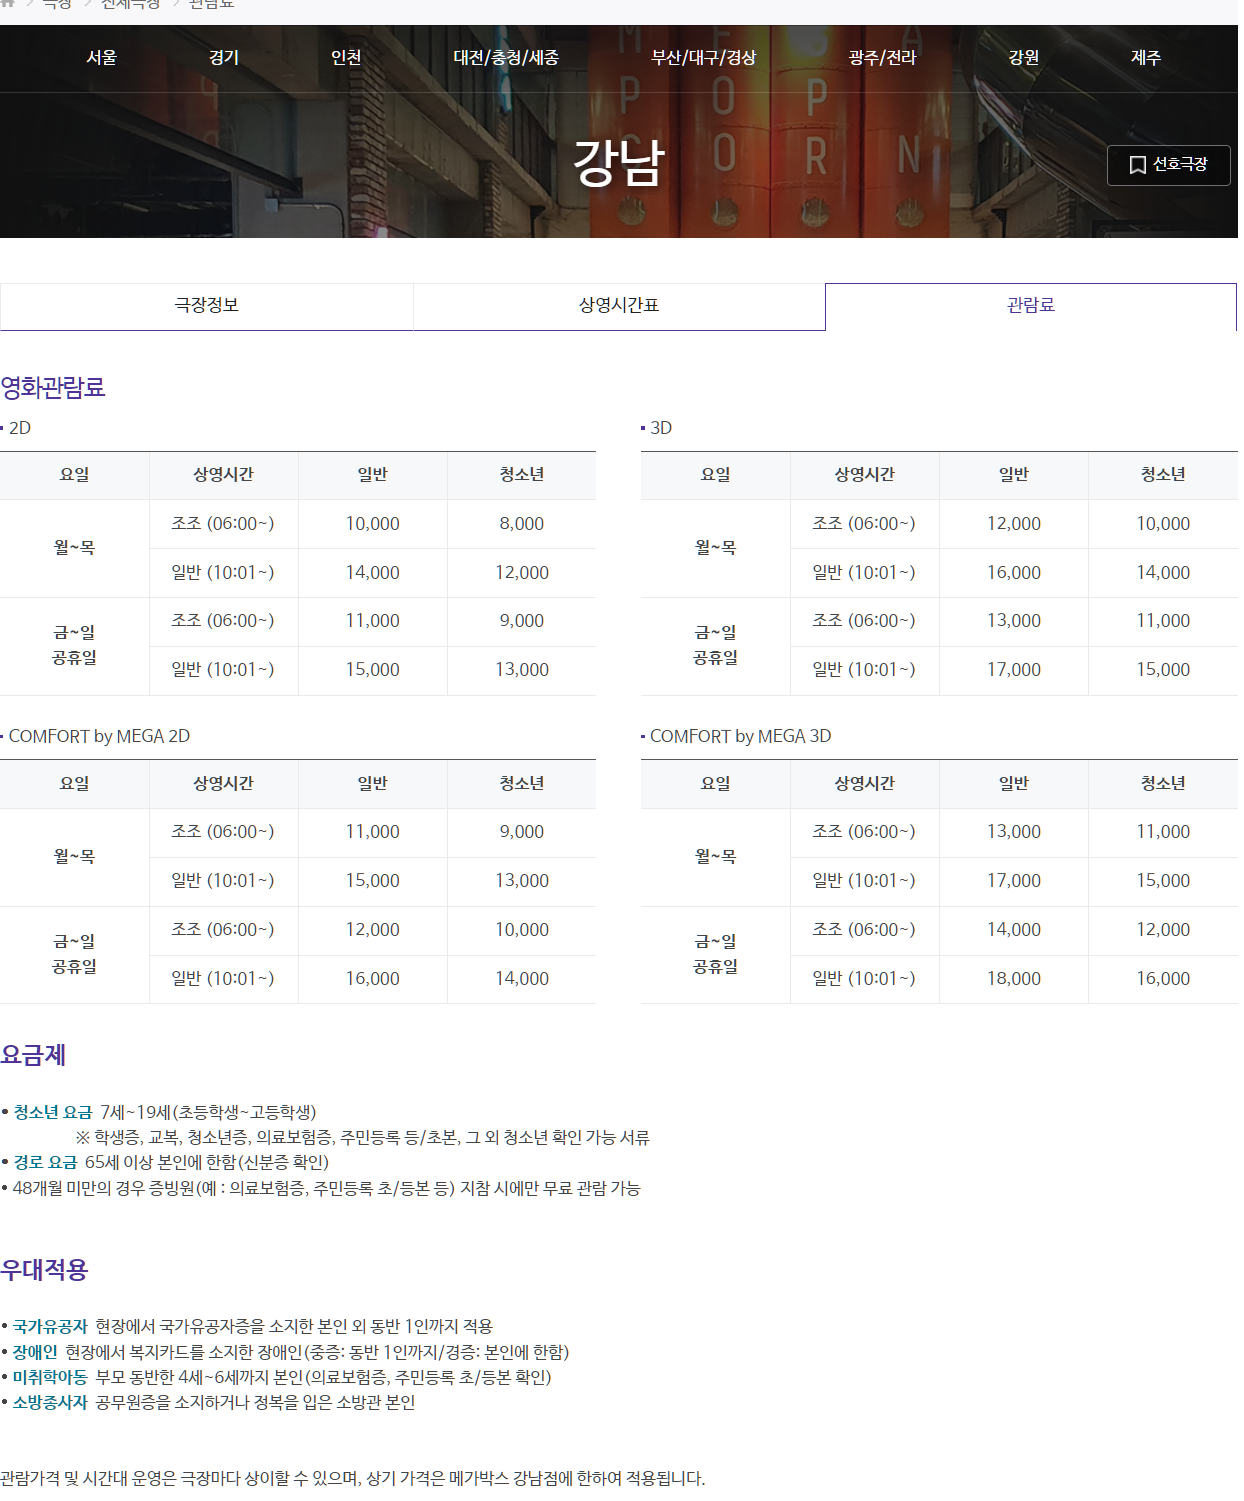 극장 전체극장 관람료
서울 경기 인천 대전/충청/세종 부산/대구/경상 광주/전라 강원 제주
강남
선호극장
극장정보 상영시간표 관람료
영화관람료
2D
요일 상영시간 일반 청소년
월~목 조조 (06:00~) 10,000 8,000
일반 (10:01~) 14,000 12,000
금~일 공휴일 조조 (06:00~) 11,000 9,000
일반 (10:01~) 15,000 13,000
3D
요일 상영시간 일반 청소년
월~목 조조 (06:00~) 12,000 10,000
일반 (10:01~) 16,000 14,000
금~일 공휴일 조조 (06:00~) 13,000 11,000
일반 (10:01~) 17,000 15,000
COMFORT by MEGA 2D
요일 상영시간 일반 청소년
월~목 조조 (06:00~) 11,000 9,000
일반 (10:01~) 15,000 13,000
금~일 공휴일 조조 (06:00~) 12,000 10,000
일반 (10:01~) 16,000 14,000
COMFORT by MEGA 3D
요일 상영시간 일반 청소년
월~목 조조 (06:00~) 13,000 11,000
일반 (10:01~) 17,000 15,000
금~일 공휴일 조조 (06:00~) 14,000 12,000
일반 (10:01~) 18,000 16,000
요금제
• 청소년 요금 7세~19세(초등학생~고등학생)
※ 학생증, 교복, 청소년증, 의료보험증, 주민등록 등/초본, 그 외 청소년 확인 가능 서류
• 경로 요금 65세 이상 본인에 한함(신분증 확인)
• 48개월 미만의 경우 증빙원(예 : 의료보험증, 주민등록 초/등본 등) 지참 시에만 무료 관람 가능
우대적용
• 국가유공자 현장에서 국가유공자증을 소지한 본인 외 동반 1인까지 적용
• 장애인 현장에서 복지카드를 소지한 장애인(중증: 동반 1인까지/경증: 본인에 한함)
• 미취학아동 부모 동반한 4세~6세까지 본인(의료보험증, 주민등록 초/등본 확인)
• 소방종사자 공무원증을 소지하거나 정복을 입은 소방관 본인
관람가격 및 시간대 운영은 극장마다 상이할 수 있으며, 상기 가격은 메가박스 강남점에 한하여 적용됩니다.